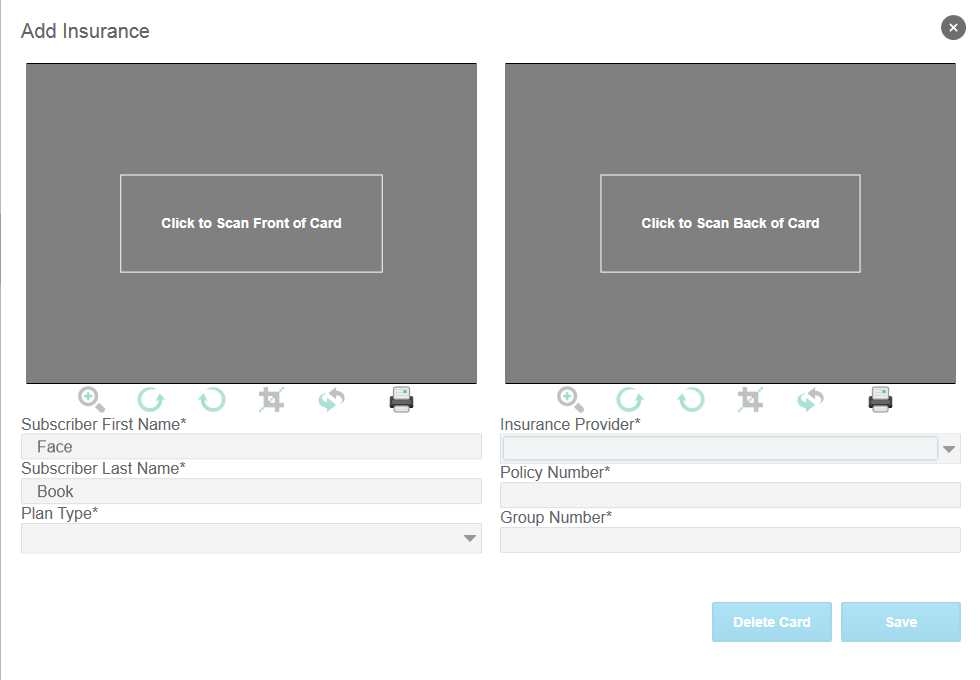 Add Insurance
Click to Scan Front of Card
Click to Scan Back of Card
Subscriber First Name*
Face
Subscriber Last Name*
Book
Plan Type*
Insurance Provider*
Policy Number*
Group Number*
Delete Card
Save